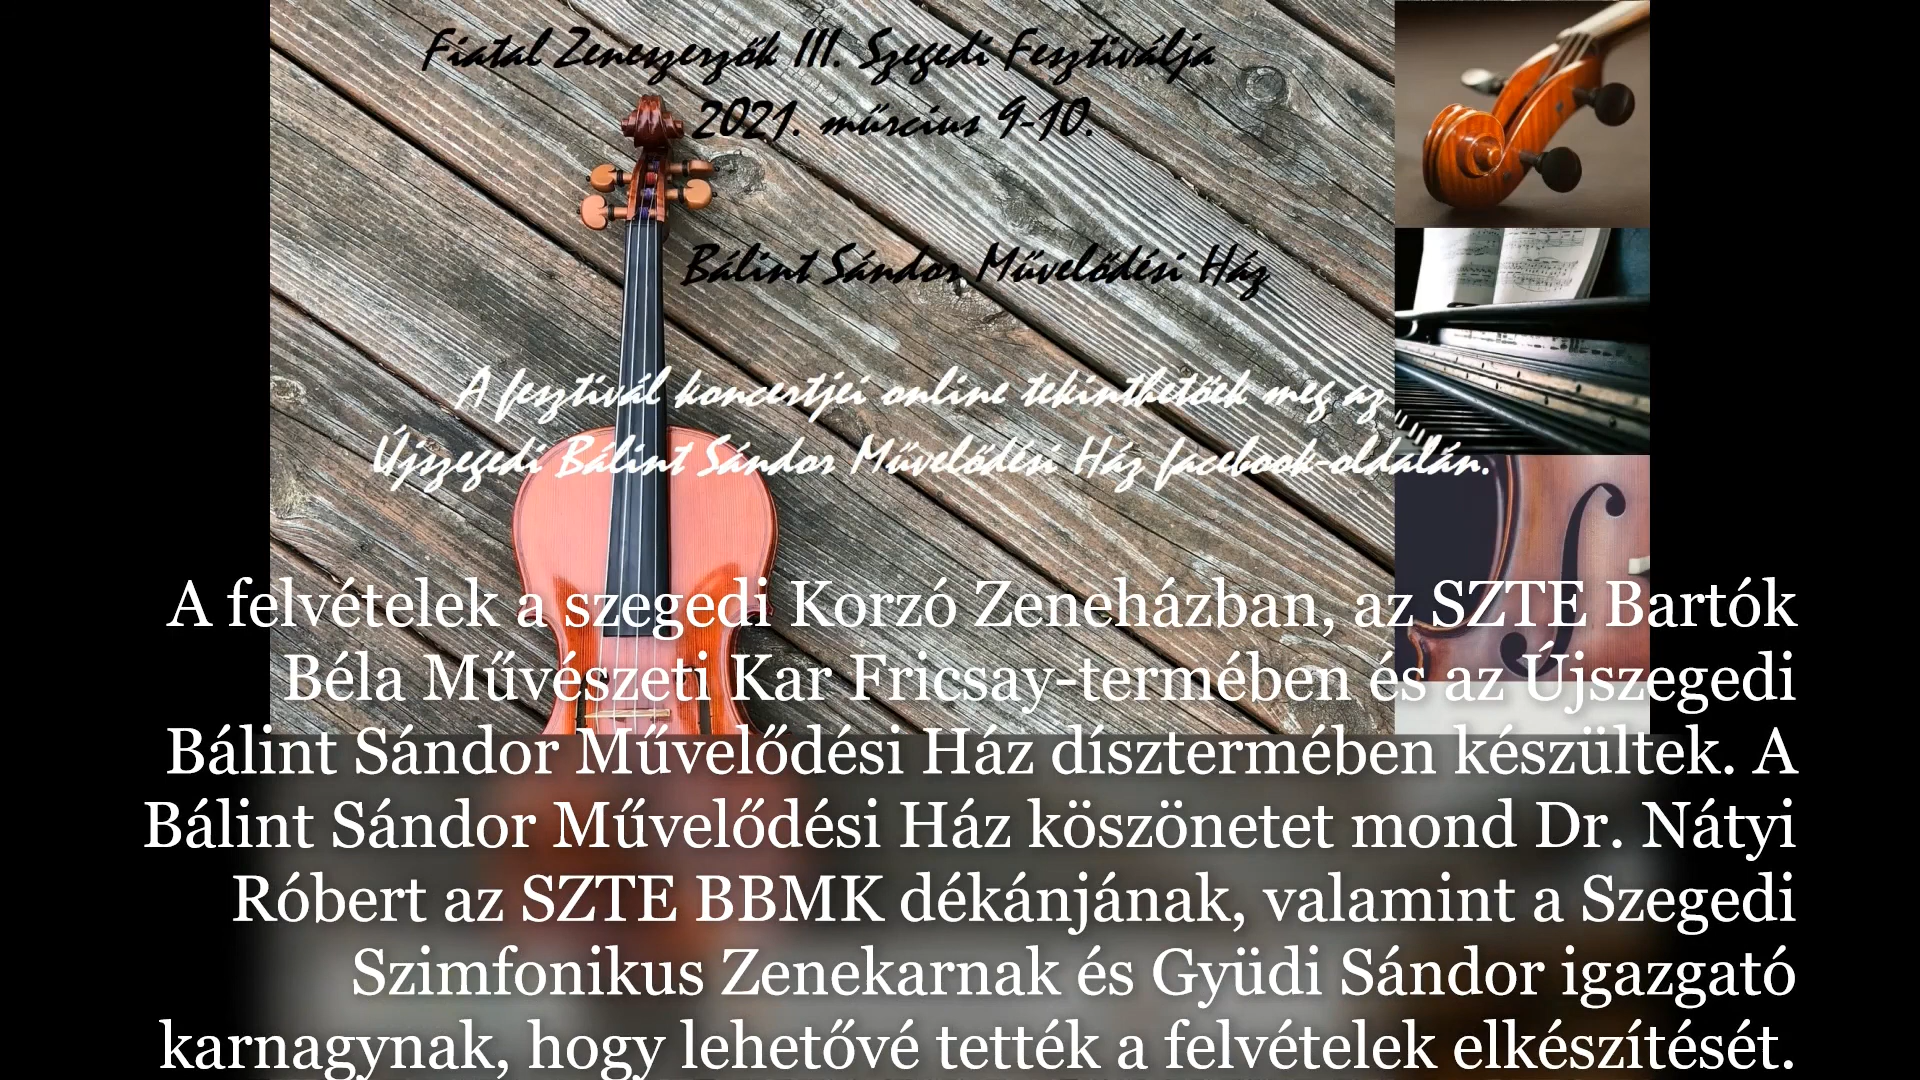 Fiatal Zeneszerzők III. Szegedi Fesztiválja
2021. műrcius 9-10.
Bálint Sándor Művelődési Ház
A fesztivál koncertjei online tekinthetőek meg az
Újszegedi Bálint Sándor Művelődési Ház facebook-oldalán.
A felvételek a szegedi Korzó Zeneházban, az SZTE Bartók
Béla Művészeti Kar Fricsay-termében és az Újszegedi
Bálint Sándor Művelődési Ház dísztermében készültek. A
Bálint Sándor Művelődési Ház köszönetet mond Dr. Nátyi
Róbert az SZTE BBMK dékánjának, valamint a Szegedi
Szimfonikus Zenekarnak és Gyüdi Sándor igazgató
karnagynak, hogy lehetővé tették a felvételek elkészítését.